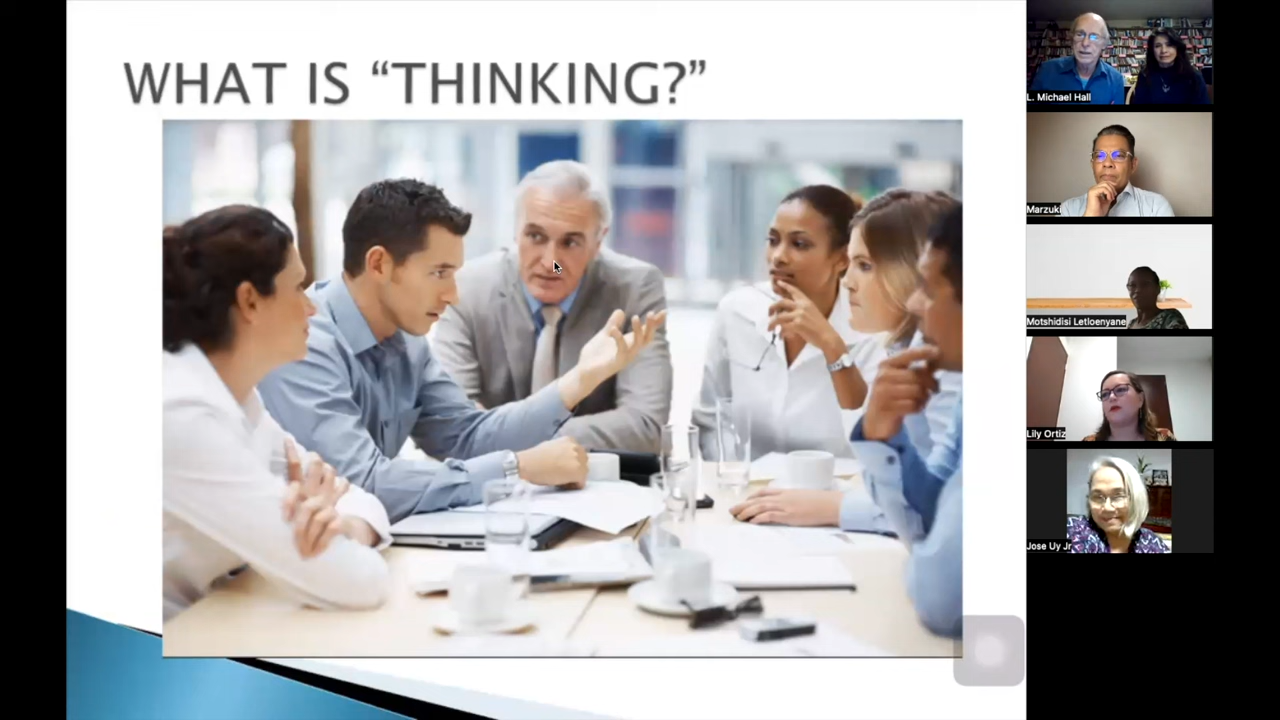 WHAT IS “THINKING?”
L. Michael Hall
Marzuki
Motshidisi Letloenyane
Lily Ortiz
Jose Uy Jr